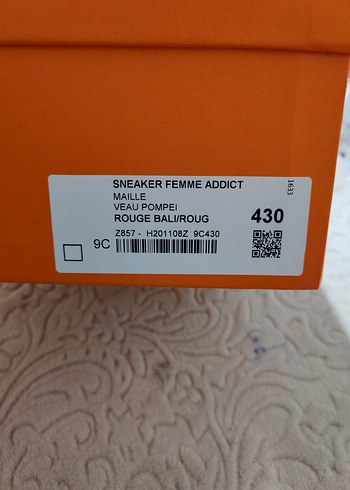 SNEAKER FEMME ADDICT
MAILLE
VEAU POMPEI
ROUGE BALI/ROUG
430
Z857 - H201108Z 9C430
9C
1633